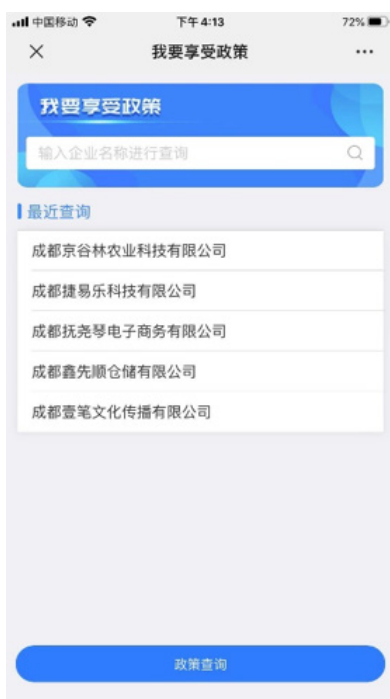 中国移动 下午4:13 72%
我要享受政策
我要享受政策
输入企业名称进行查询
最近查询
成都京谷林农业科技有限公司
成都捷易乐科技有限公司
成都抚尧琴电子商务有限公司
成都鑫先顺仓储有限公司
成都壹笔文化传播有限公司
政策查询